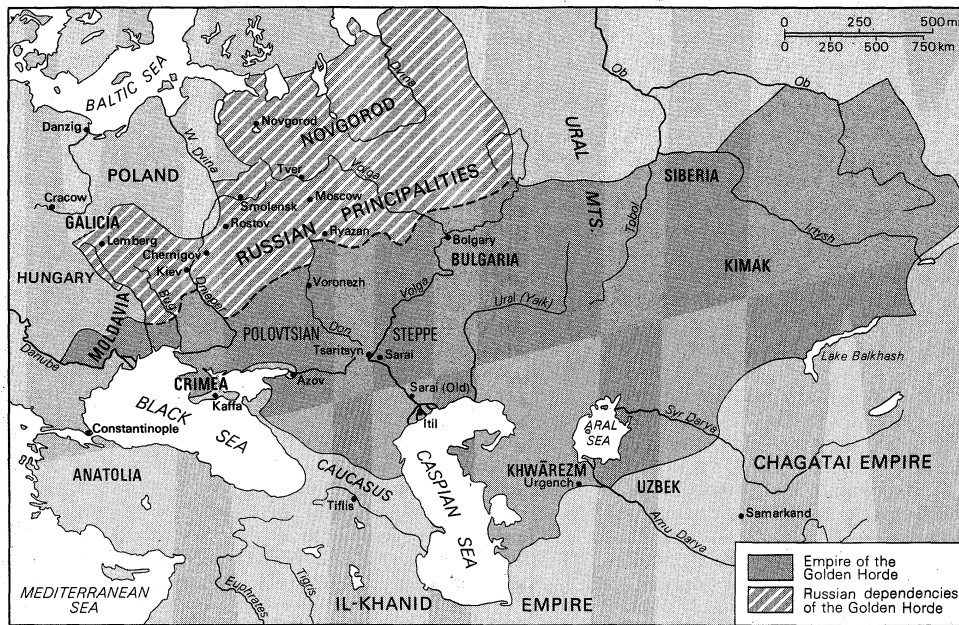 0 250 500 m
0 250 500 750 km
BALTIC SEA
Danzig
W. Dvina
Novgorod
NOVGOROD
Dvina
Ob
Ob
URAL
MTS.
POLAND
Tver
Volga
PRINCIPALITIES
SIBERIA
Cracow
Smolensk
Moscow
Tobol
Irtysh
GALICIA
Rostov
RUSSIAN
Ryazan
Lemberg
Chernigov
Bolgary
BULGARIA
KIMAK
HUNGARY
Kiev
Bug
Dniepr
Voronezh
Volga
Ural (Yaik)
MOLDAVIA
POLOVTSIAN
Don
STEPPE
Danube
Tsaritsyn
Sarai
Lake Balkhash
CRIMEA
Azov
Sarai (Old)
Kaffa
Itil
BLACK
SEA
ARAL
SEA
Syr Darya
Constantinople
CASPIAN
SEA
KHWĀREZM
Urgench
UZBEK
CHAGATAI EMPIRE
ANATOLIA
CAUCASUS
Tiflis
Amu Darya
Samarkand
MEDITERRANEAN
SEA
Euphrates
Tigris
IL-KHANID EMPIRE
Empire of the
Golden Horde
Russian dependencies
of the Golden Horde